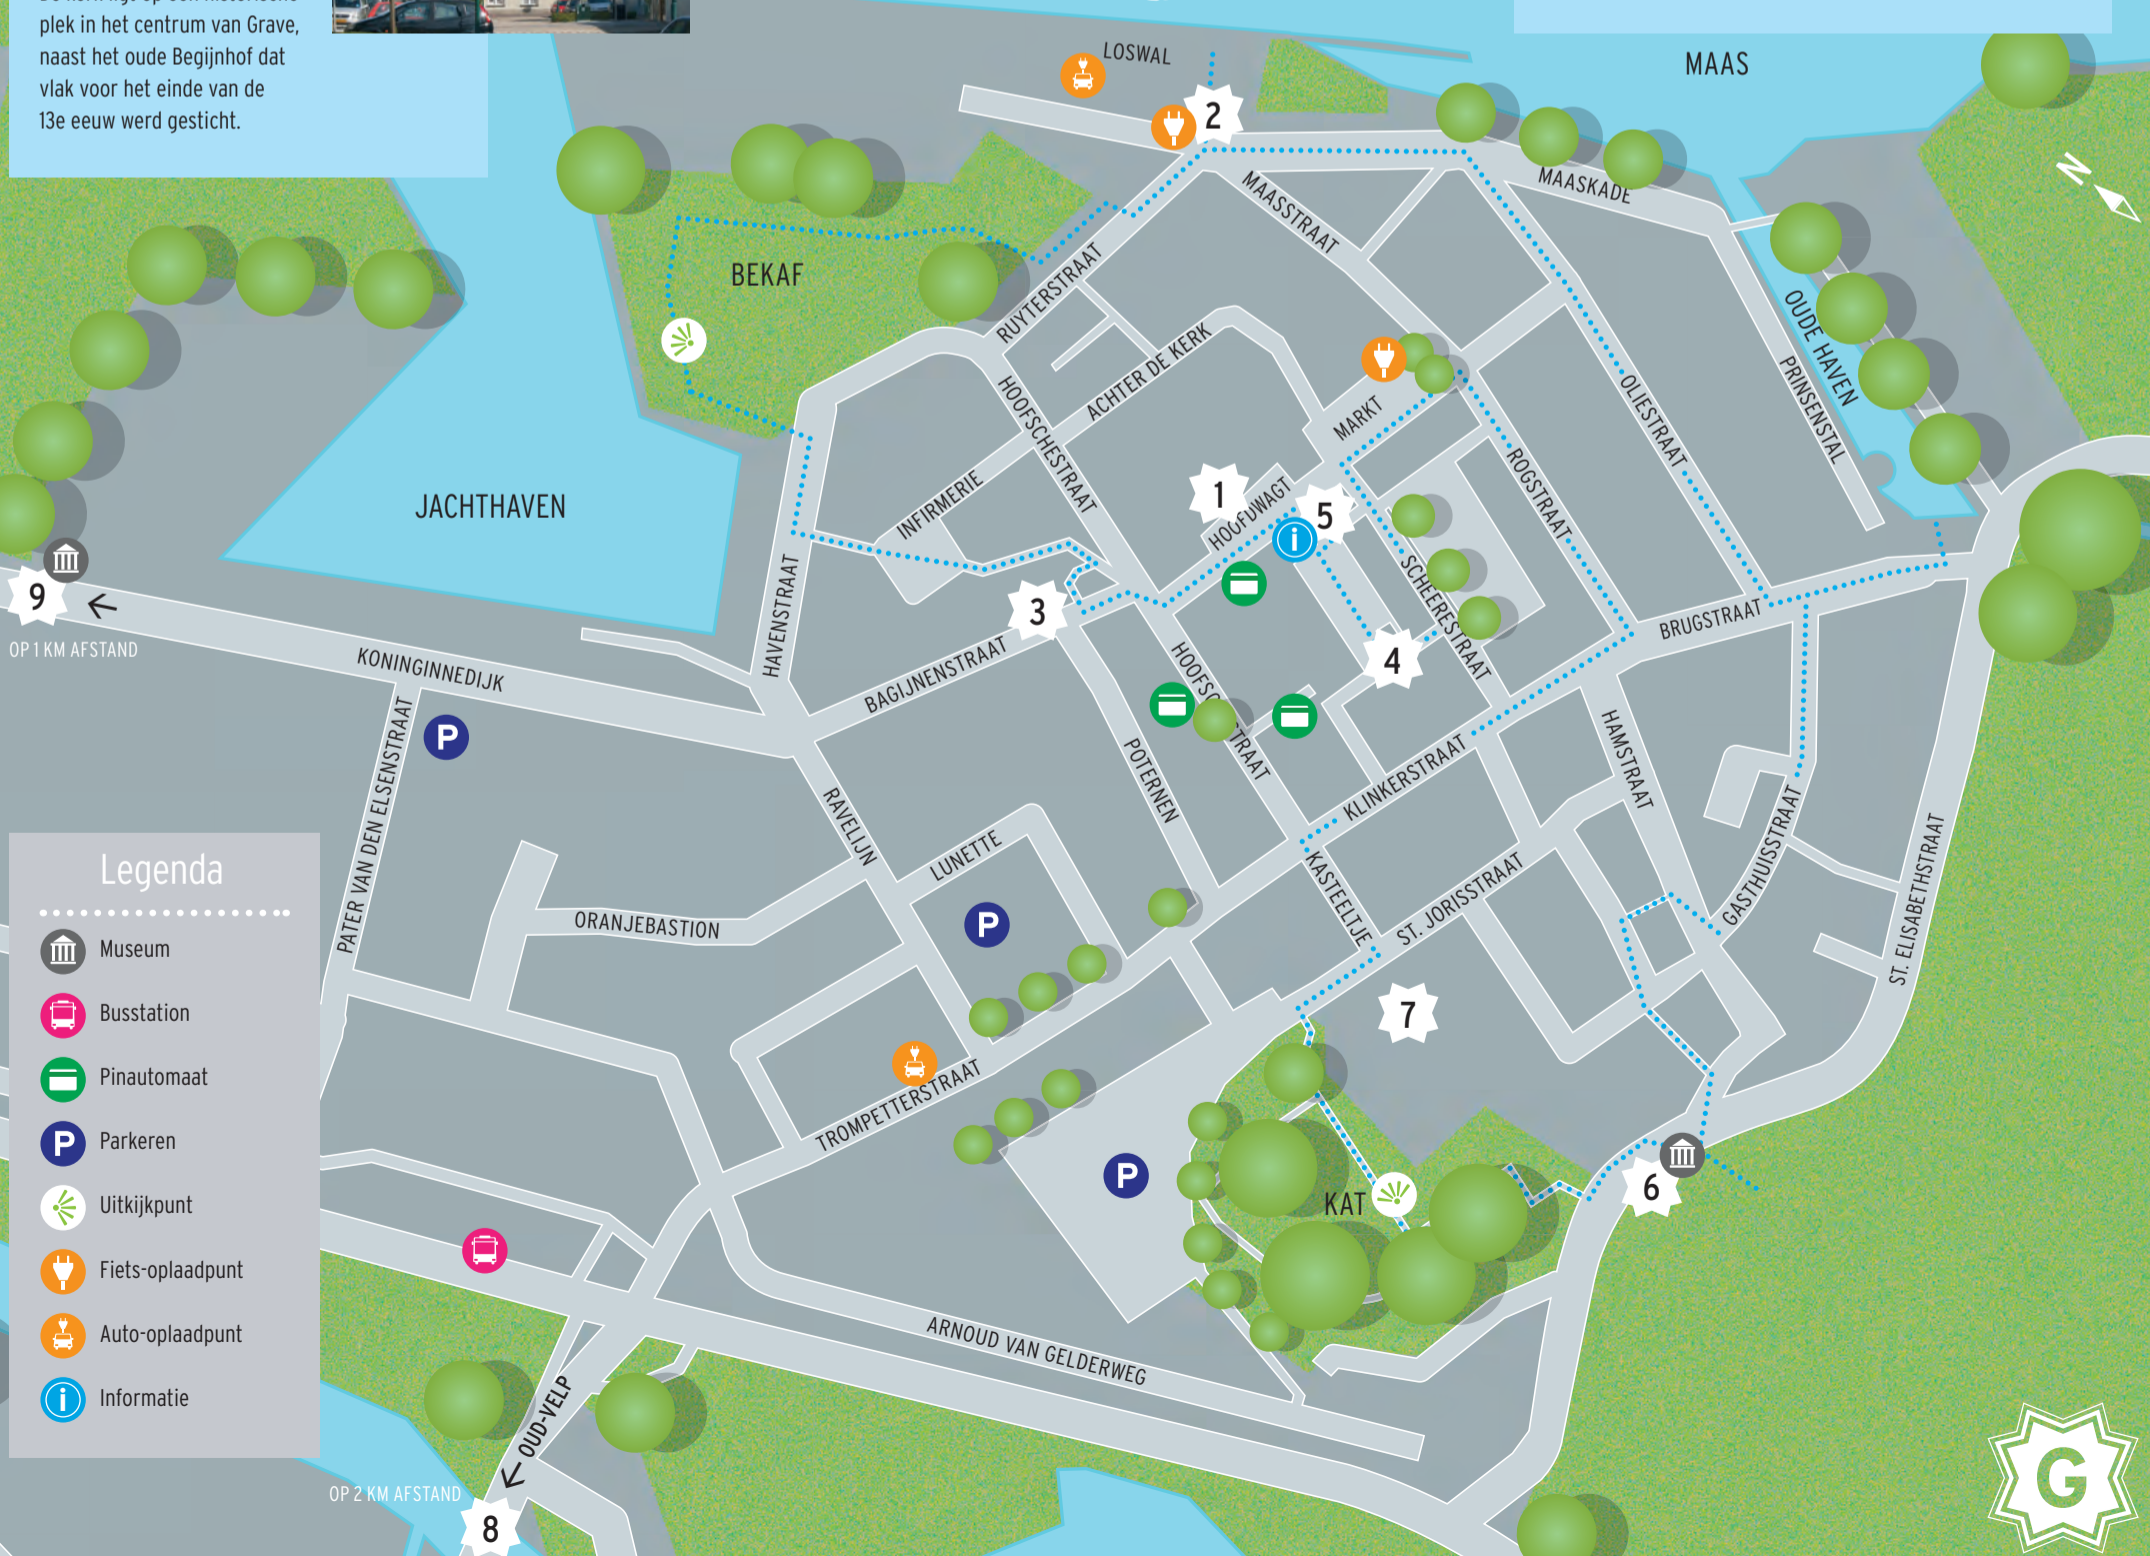 plek in het centrum van Grave,
naast het oude Begijnhof dat
vlak voor het einde van de
13e eeuw werd gesticht.
LOSWAL
MAAS
2
MAASKADE
MAASSTRAAT
N
BEKAF
RUYTERSTRAAT
OUDE HAVEN
ACHTER DE KERK
PRINSENSTAL
OLIESTRAAT
MARKT
HOOFSCHESTRAAT
ROGSTRAAT
JACHTHAVEN
INFIRMERIE
1
HOOFDWAGT
5
i
SCHEERESTRAAT
9
OP 1 KM AFSTAND
3
HAVENSTRAAT
BRUGSTRAAT
KONINGINNEDIJK
BAGIJNENSTRAAT
4
P
HAMSTRAAT
POTERNEN
KLINKERSTRAAT
PATER VAN DEN ELSENSTRAAT
RAVELIJN
LUNETTE
KASTEELTJE
ST. JORISSTRAAT
GASTHUISSTRAAT
ST. ELISABETHSTRAAT
ORANJEBASTION
P
7
TROMPETTERSTRAAT
P
KAT
6
ARNOUD VAN GELDERWEG
OUD-VELP
OP 2 KM AFSTAND
8
Legenda
Museum
Busstation
Pinautomaat
P Parkeren
Uitkijkpunt
Fiets-oplaadpunt
Auto-oplaadpunt
i Informatie
G